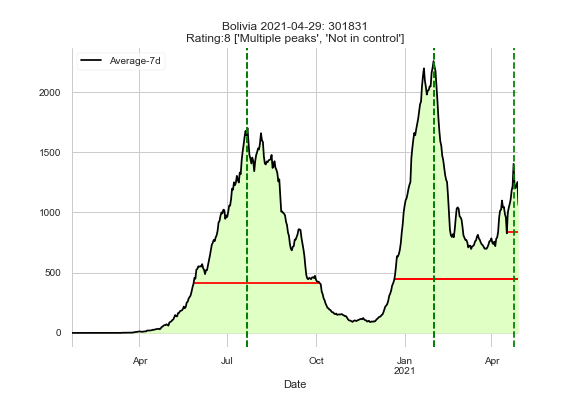 Bolivia 2021-04-29: 301831
Rating:8 ['Multiple peaks', 'Not in control']
Average-7d
2000
1500
1000
500
0
Apr Jul Oct Jan Apr
2021
Date